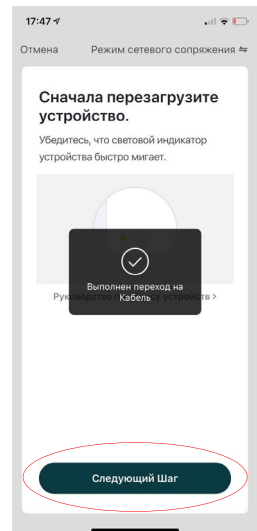 17:47
Отмена Режим сетевого сопряжения
Сначала перезагрузите
устройство.
Убедитесь, что световой индикатор
устройства быстро мигает.
Выполнен переход на
Кабель
Следующий Шаг